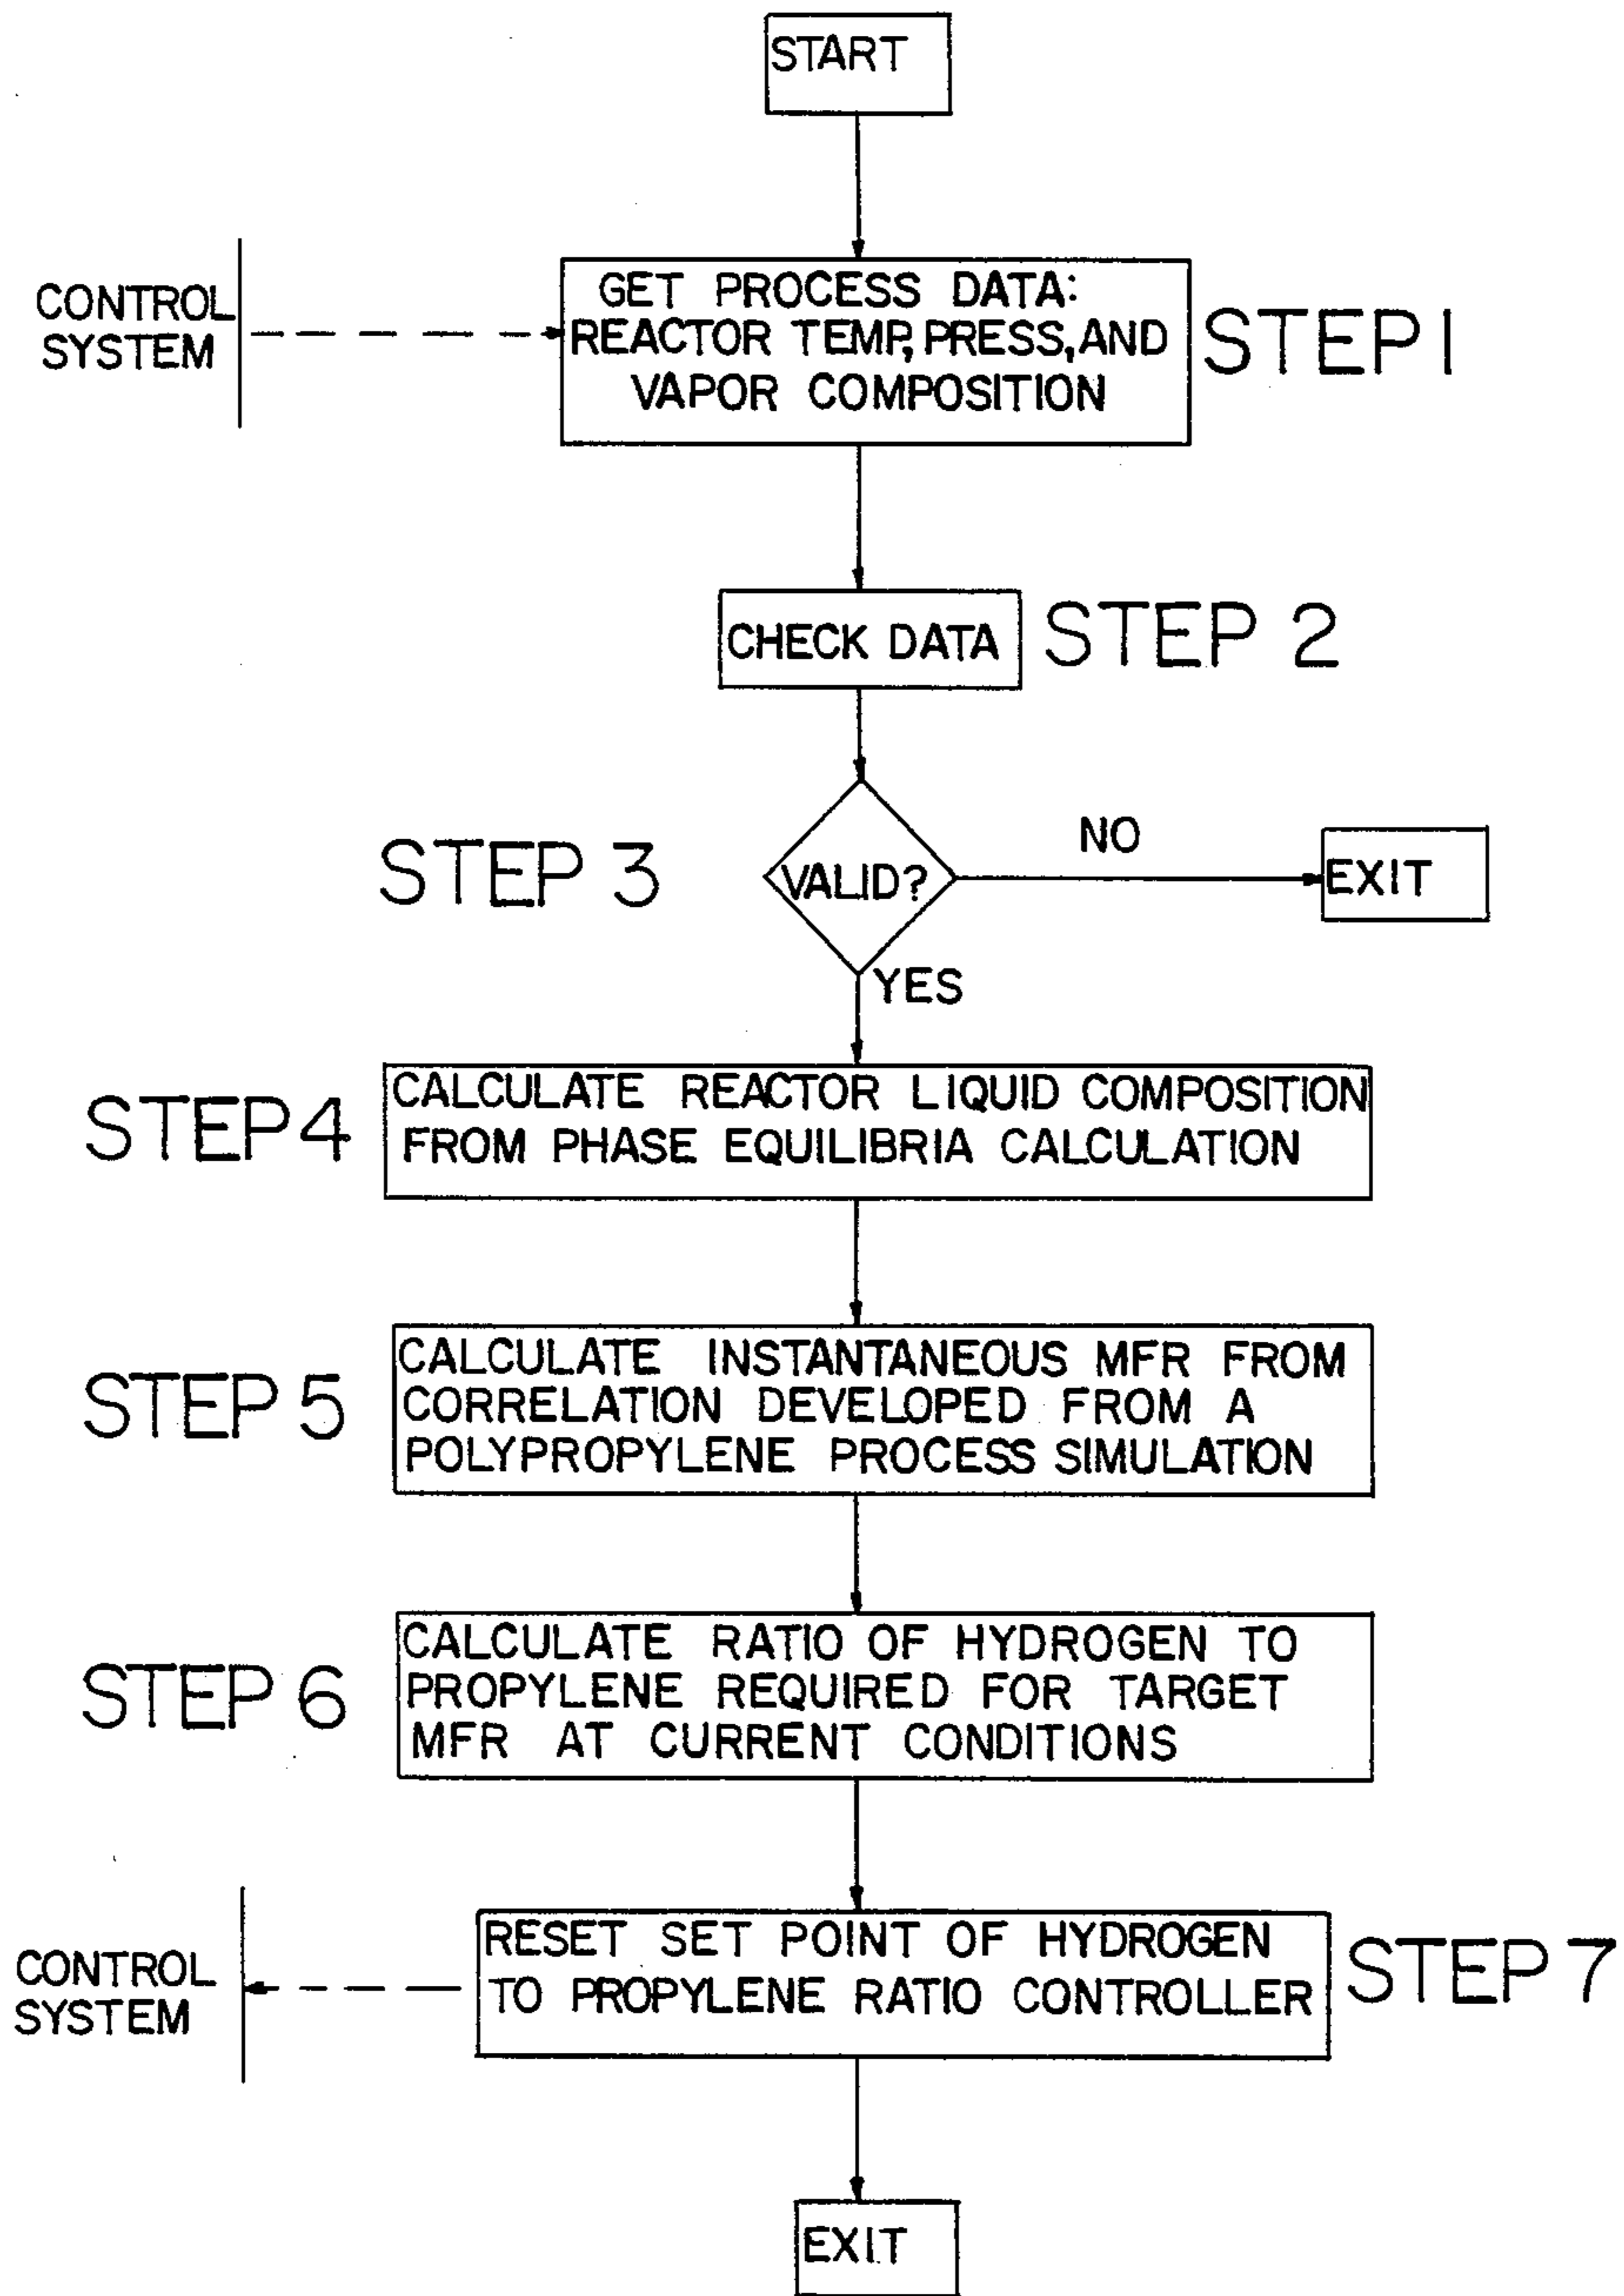 START
CONTROL
SYSTEM
GET PROCESS DATA:
REACTOR TEMP, PRESS, AND
VAPOR COMPOSITION
STEP 1
CHECK DATA
STEP 2
STEP 3
VALID?
NO
EXIT
YES
STEP 4
CALCULATE REACTOR LIQUID COMPOSITION
FROM PHASE EQUILIBRIA CALCULATION
STEP 5
CALCULATE INSTANTANEOUS MFR FROM
CORRELATION DEVELOPED FROM A
POLYPROPYLENE PROCESS SIMULATION
STEP 6
CALCULATE RATIO OF HYDROGEN TO
PROPYLENE REQUIRED FOR TARGET
MFR AT CURRENT CONDITIONS
CONTROL
SYSTEM
RESET SET POINT OF HYDROGEN
TO PROPYLENE RATIO CONTROLLER
STEP 7
EXIT